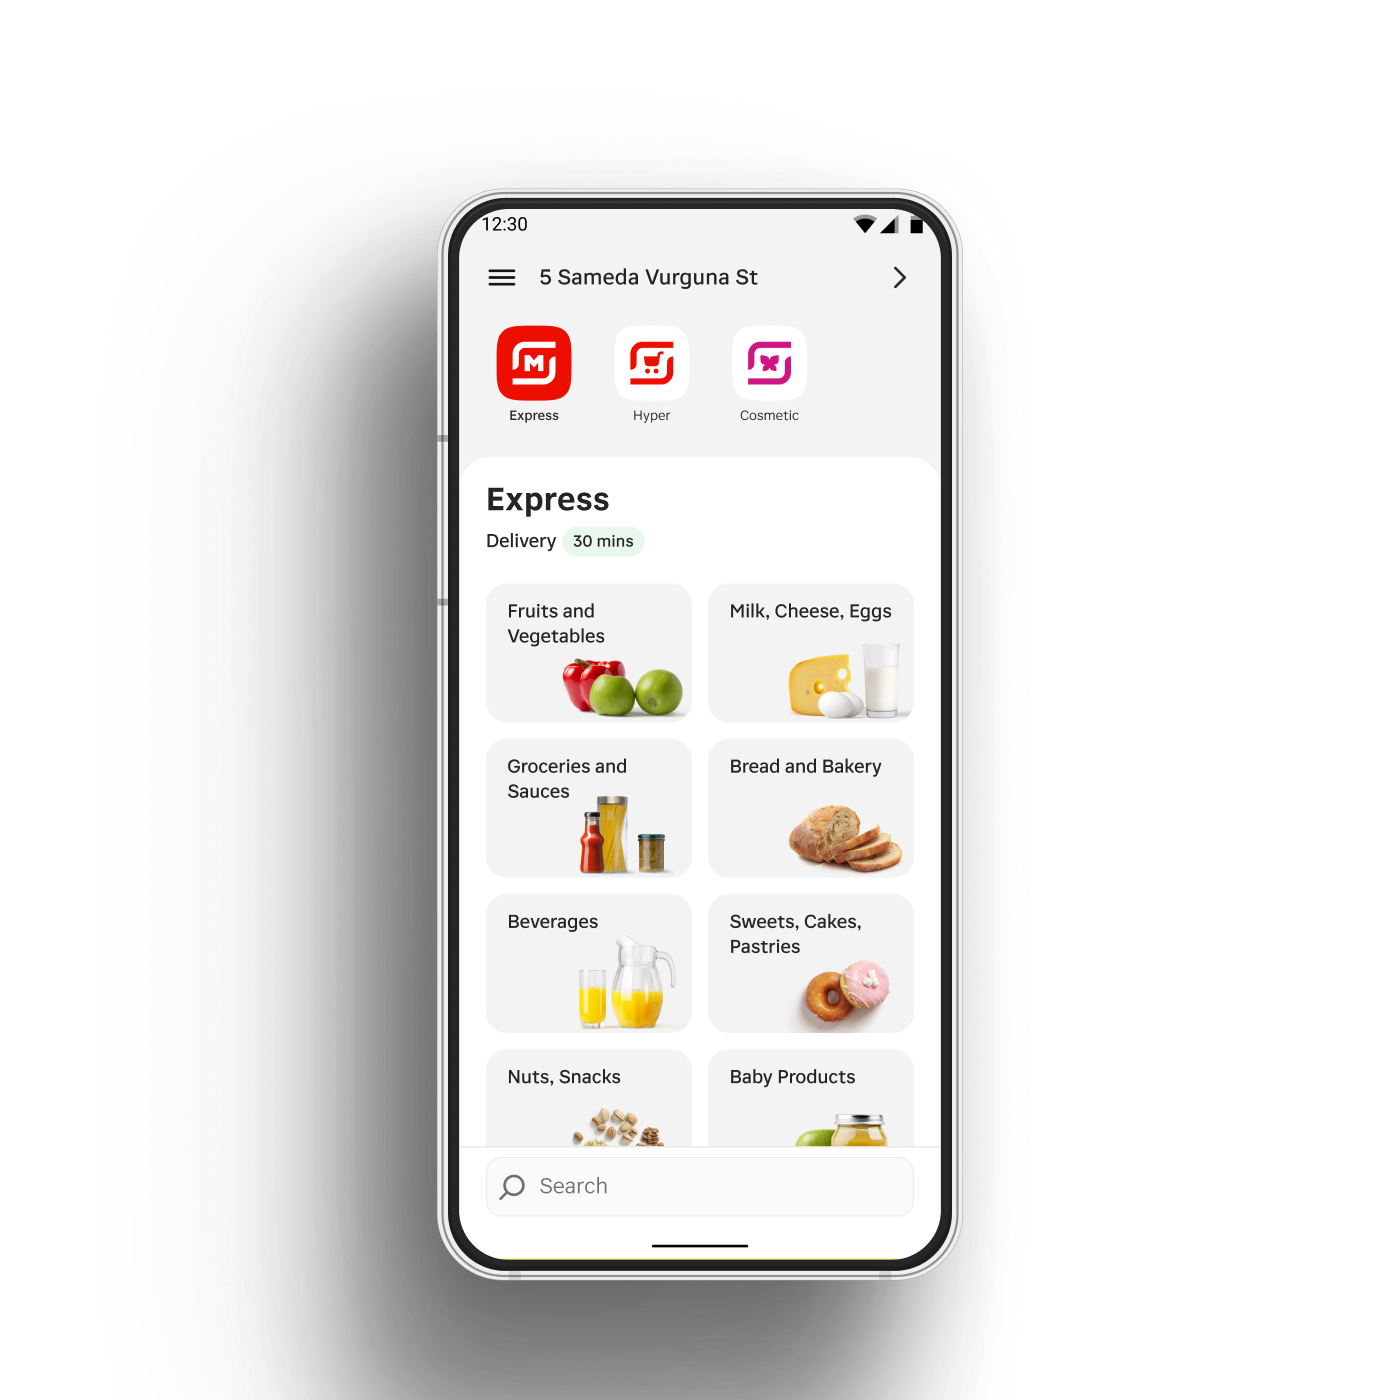 12:30
5 Sameda Vurguna St
M
Express
Hyper
Cosmetic
Express
Delivery 30 mins
Fruits and
Vegetables
Milk, Cheese, Eggs
Groceries and
Sauces
Bread and Bakery
Beverages
Sweets, Cakes,
Pastries
Nuts, Snacks
Baby Products
Search